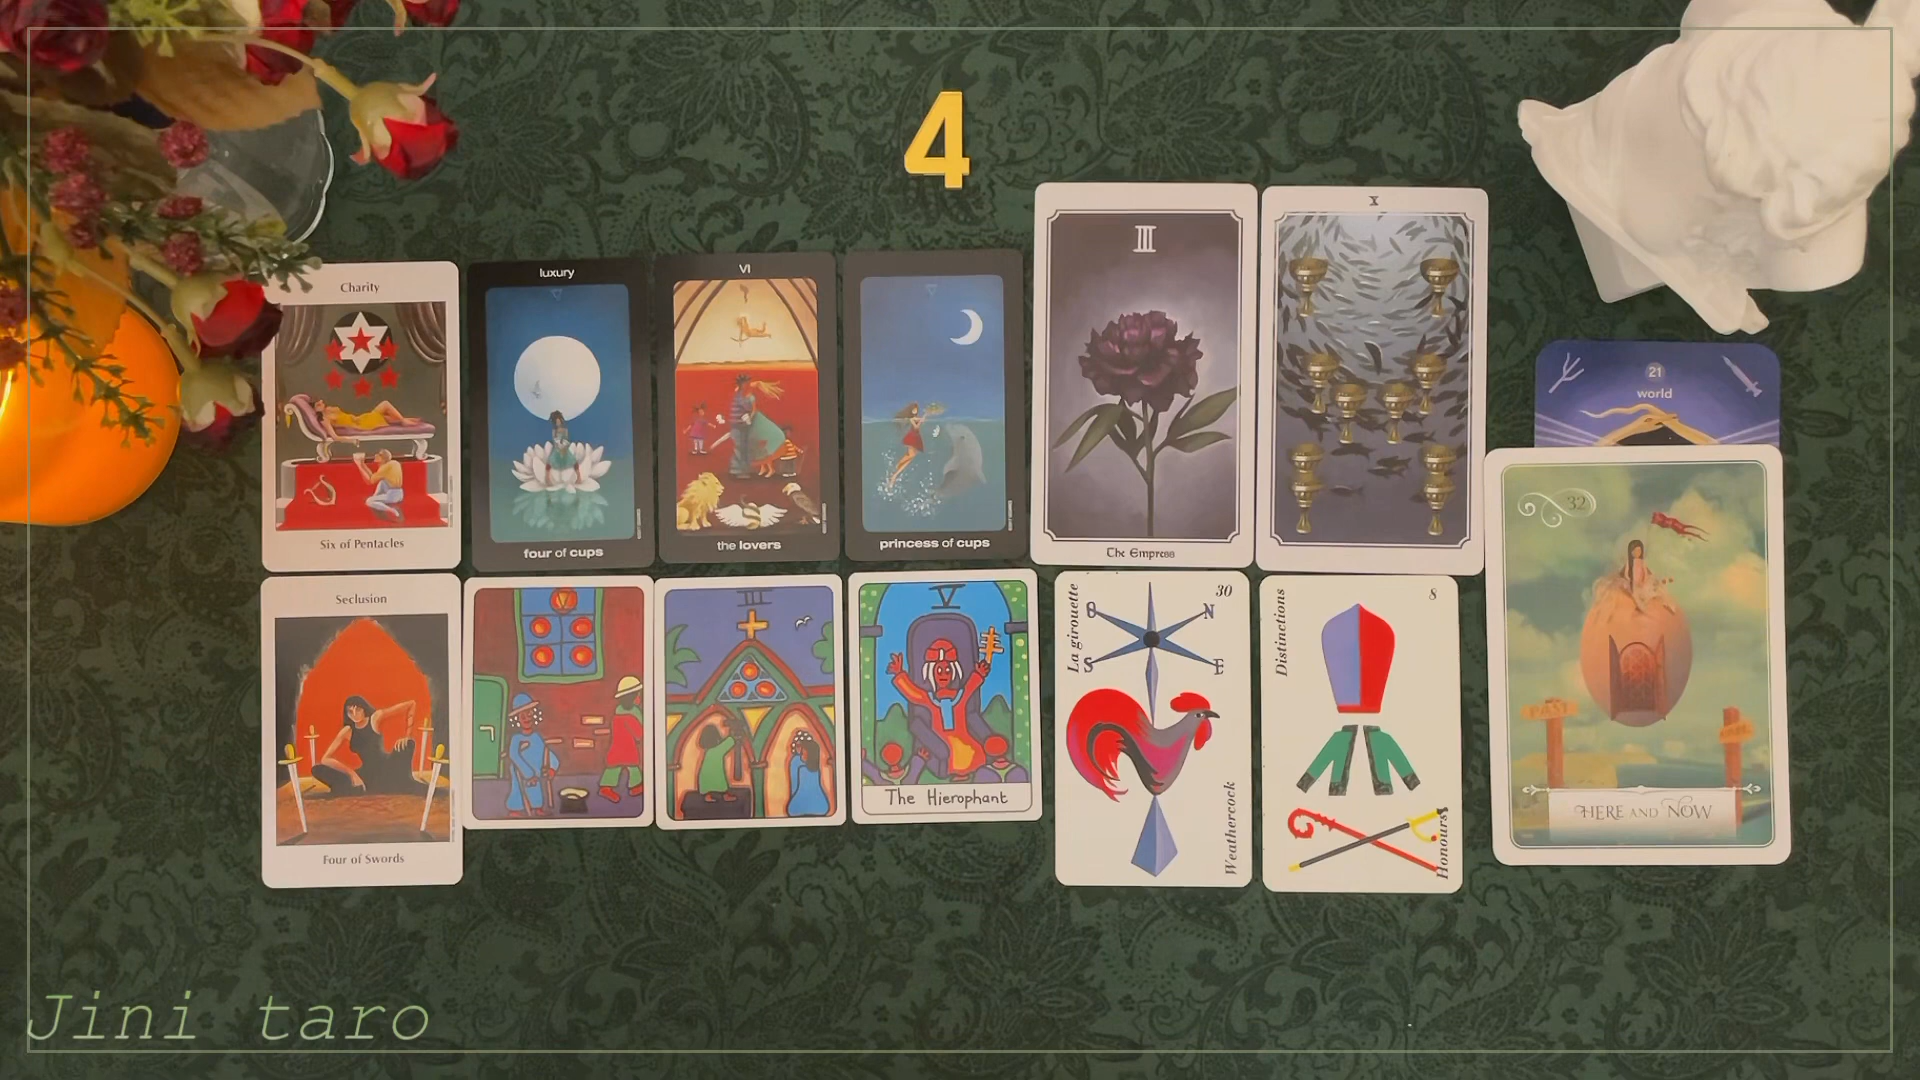 4
Charity
Six of Pentacles
luxury
four of cups
VI
the lovers
princess of cups
III
The Empress
X
21
world
Seclusion
Four of Swords
V
III
V
The Hierophant
La girouette
30
O N
S E
Weathercock
Distinctions
8
Honours
32
PAST
HERE AND NOW
Jini taro